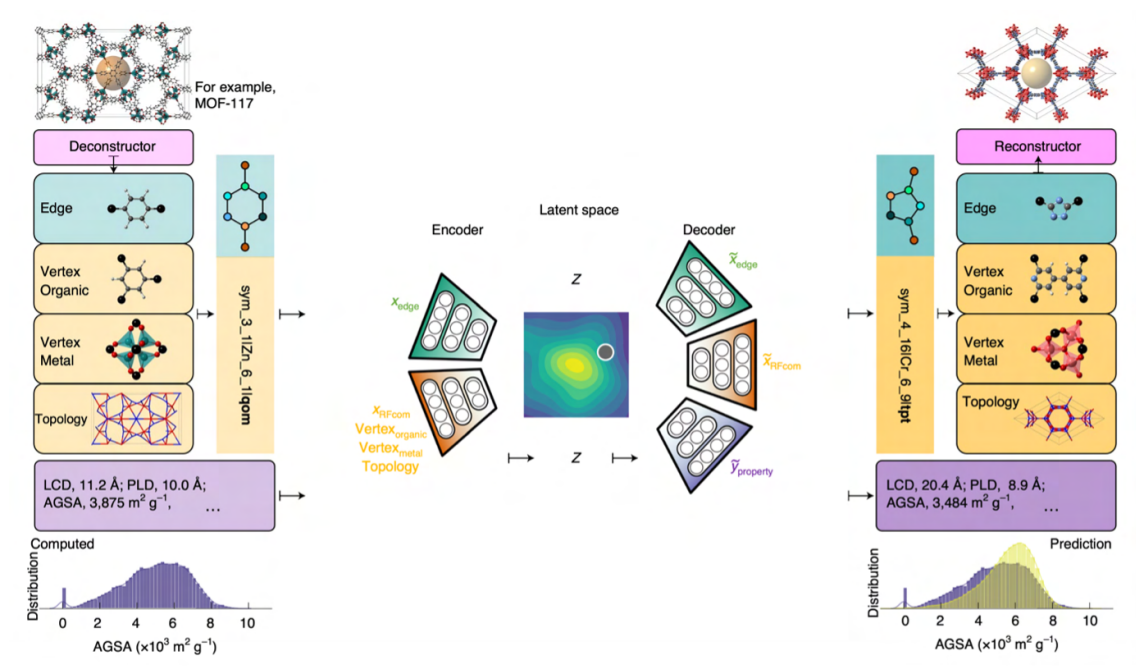 For example,
MOF-117
Deconstructor
Edge
Vertex
Organic
Vertex
Metal
Topology
sym_3_1|Zn_6_1|qom
LCD, 11.2 Å; PLD, 10.0 Å;
AGSA, 3,875 m² g⁻¹, ...
Computed
Distribution
0 2 4 6 8 10
AGSA (×10³ m² g⁻¹)
Encoder
x_edge
x_RFcom
Vertex_organic
Vertex_metal
Topology
Latent space
Z
Z
Decoder
x̃_edge
x̃_RFcom
ỹ_property
Reconstructor
Edge
Vertex
Organic
Vertex
Metal
Topology
sym_4_16|Cr_6_9|tpt
LCD, 20.4 Å; PLD, 8.9 Å;
AGSA, 3,484 m² g⁻¹, ...
Prediction
Distribution
0 2 4 6 8 10
AGSA (×10³ m² g⁻¹)